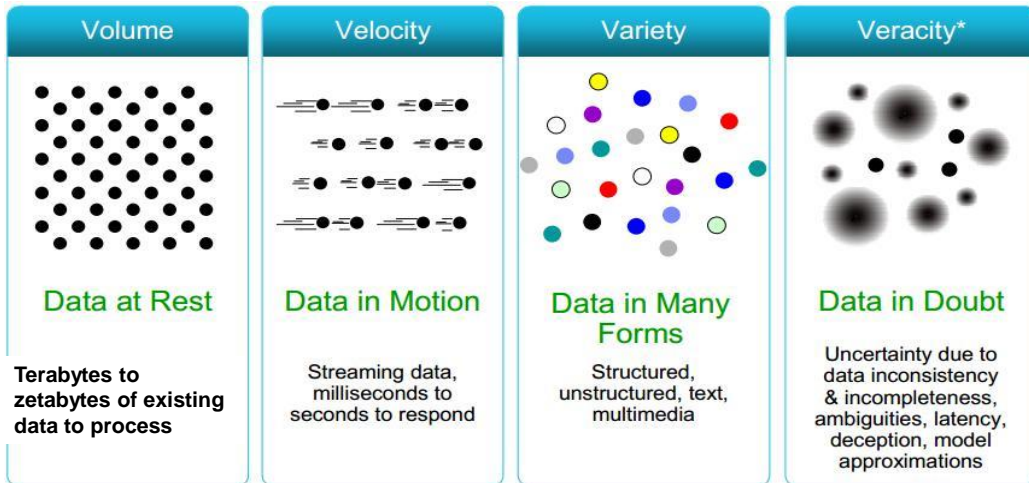 Volume
Data at Rest
Terabytes to
zetabytes of existing
data to process
Velocity
Data in Motion
Streaming data,
milliseconds to
seconds to respond
Variety
Data in Many
Forms
Structured,
unstructured, text,
multimedia
Veracity*
Data in Doubt
Uncertainty due to
data inconsistency
& incompleteness,
ambiguities, latency,
deception, model
approximations